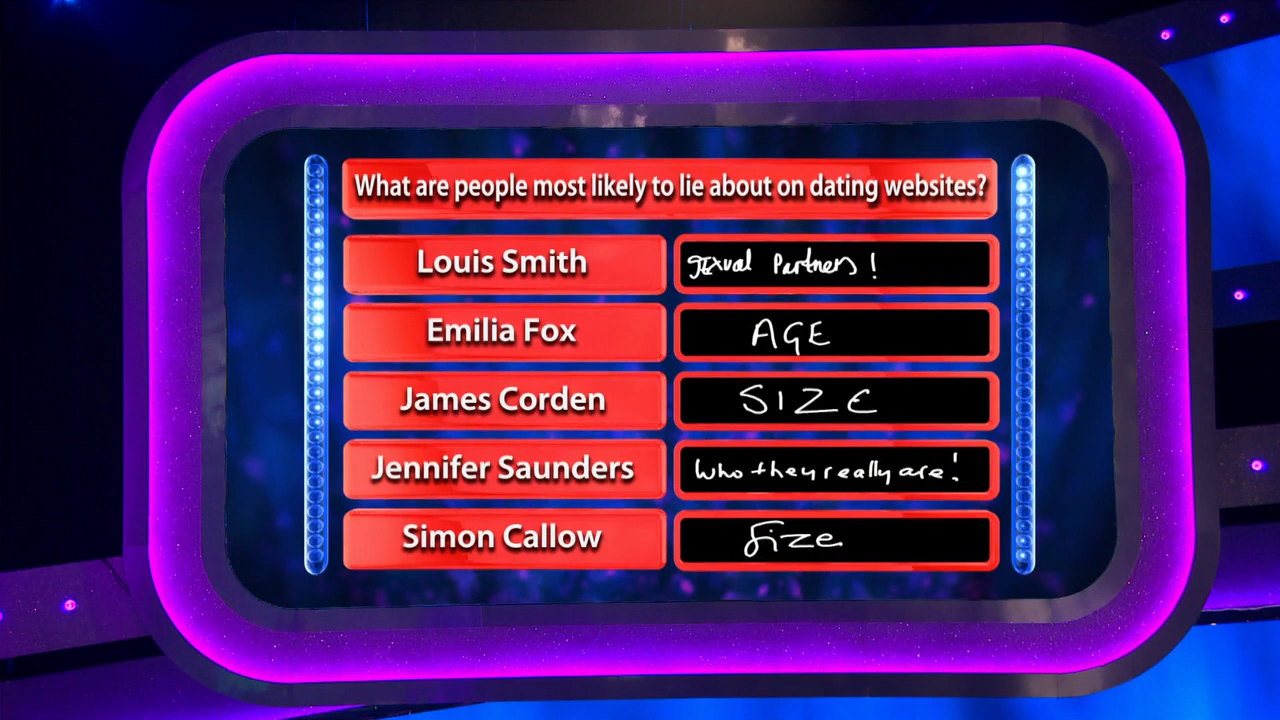 What are people most likely to lie about on dating websites?
Louis Smith
Sexual Partners!
Emilia Fox
AGE
James Corden
SIZE
Jennifer Saunders
Who they really are!
Simon Callow
Size